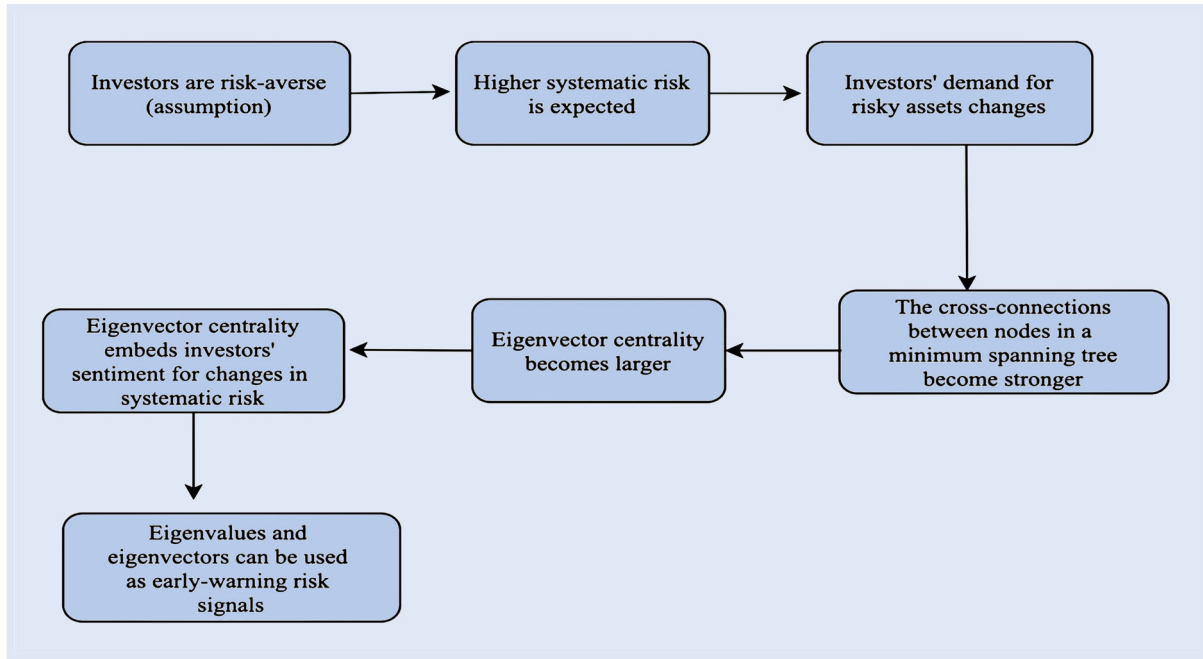 Investors are risk-averse
(assumption)
Higher systematic risk
is expected
Investors' demand for
risky assets changes
The cross-connections
between nodes in a
minimum spanning tree
become stronger
Eigenvector centrality
becomes larger
Eigenvector centrality
embeds investors'
sentiment for changes in
systematic risk
Eigenvalues and
eigenvectors can be used
as early-warning risk
signals